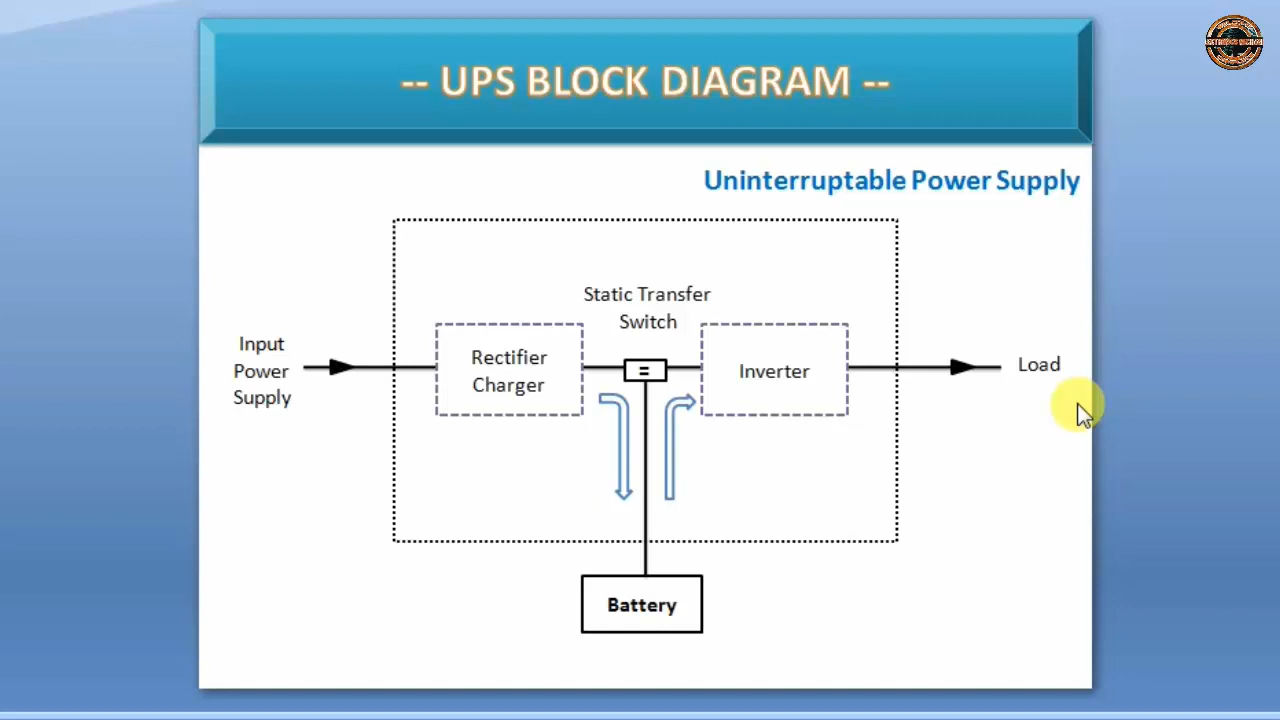 -- UPS BLOCK DIAGRAM --
Uninterruptable Power Supply
Static Transfer
Switch
Input
Power
Supply
Rectifier
Charger
=
Inverter
Load
Battery